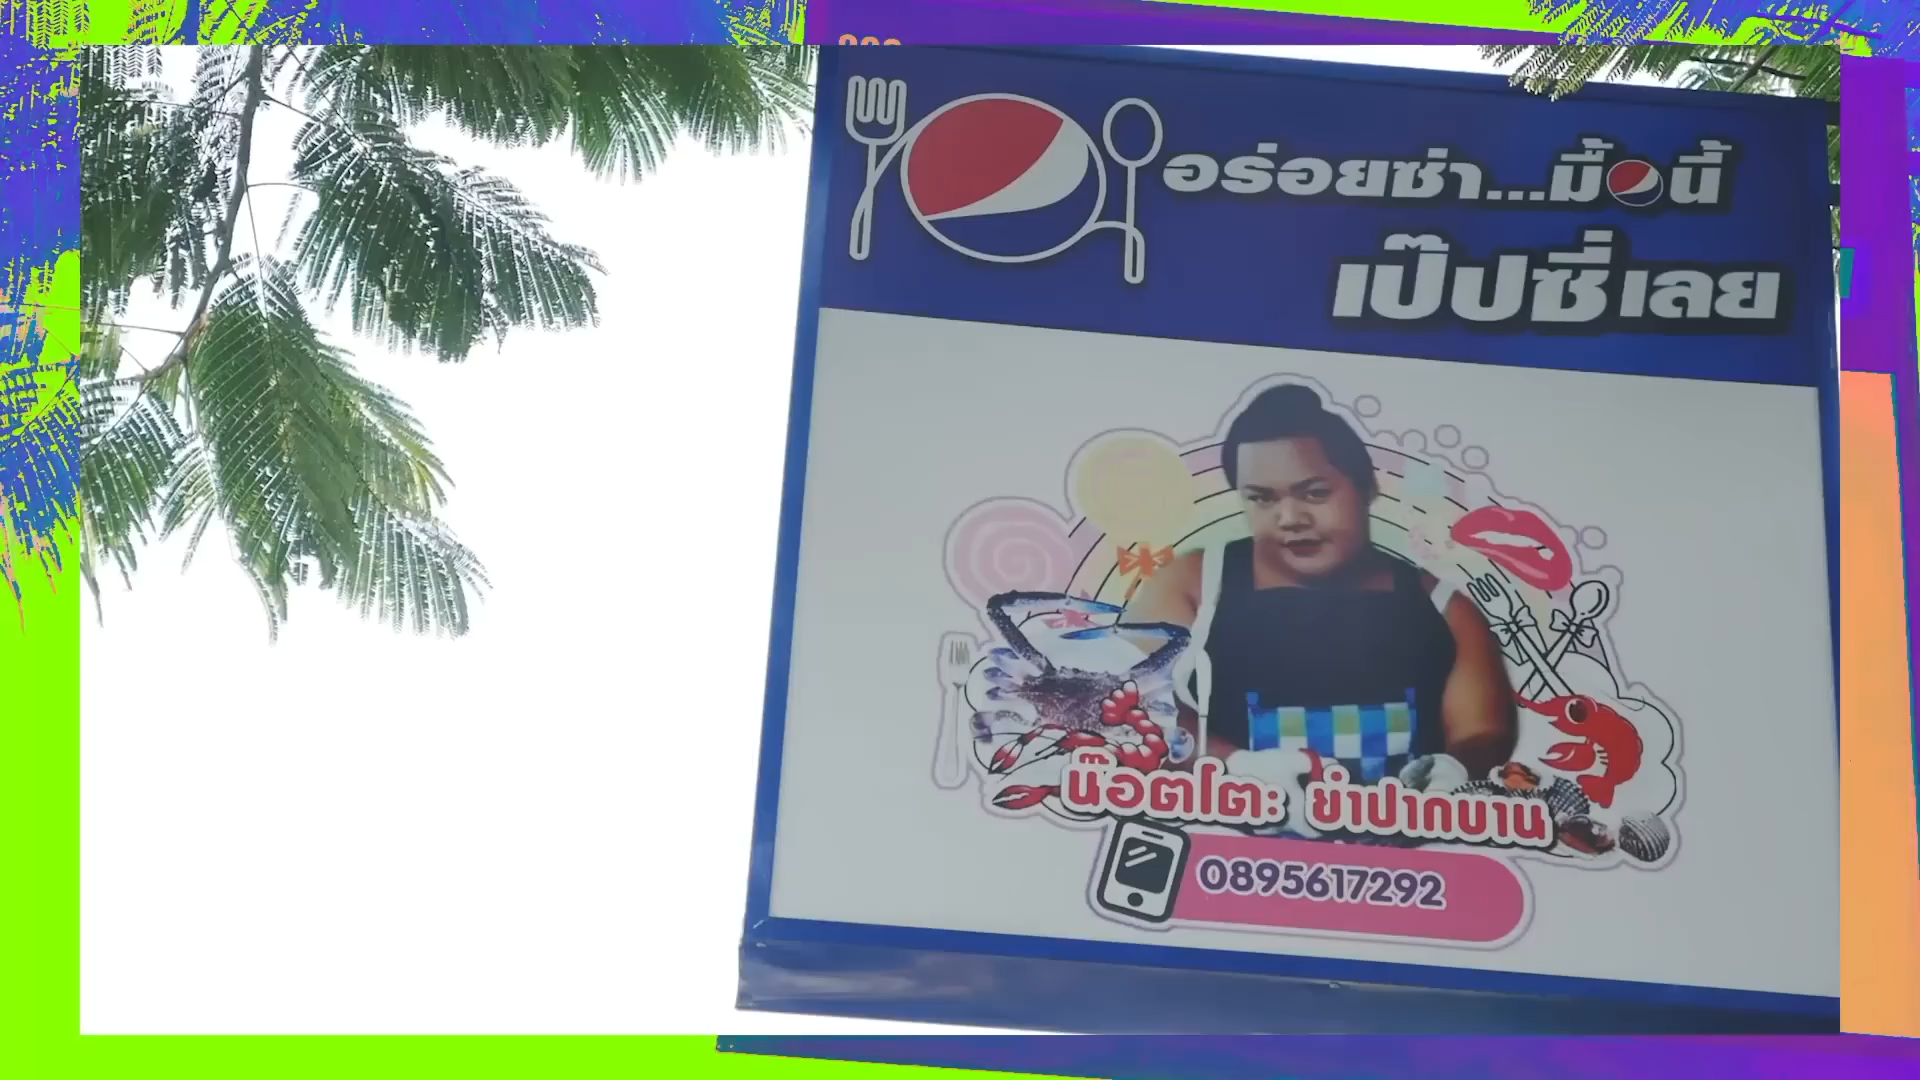 อร่อยซ่า...มื้อนี้
เป๊ปซี่เลย
น๊อตโตะ ยำปากบาน
0895617292